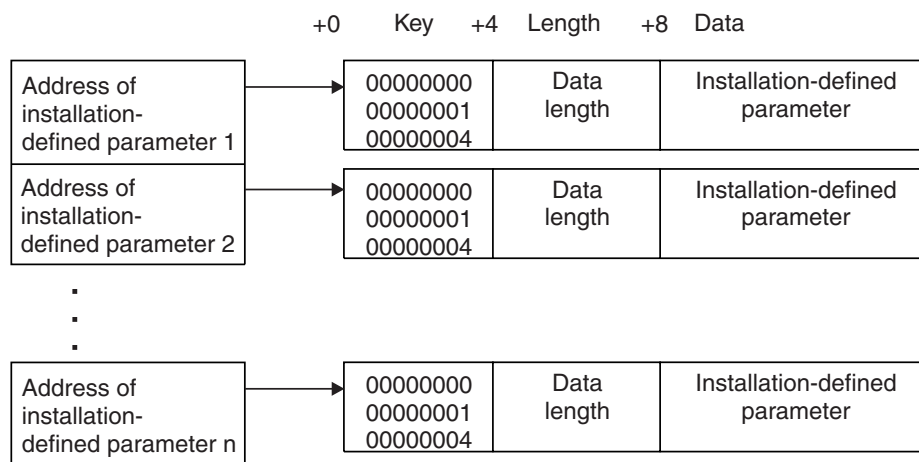 +0 Key +4 Length +8 Data
Address of
installation-
defined parameter 1
00000000
00000001
00000004
Data
length
Installation-defined
parameter
Address of
installation-
defined parameter 2
00000000
00000001
00000004
Data
length
Installation-defined
parameter
.
.
.
Address of
installation-
defined parameter n
00000000
00000001
00000004
Data
length
Installation-defined
parameter